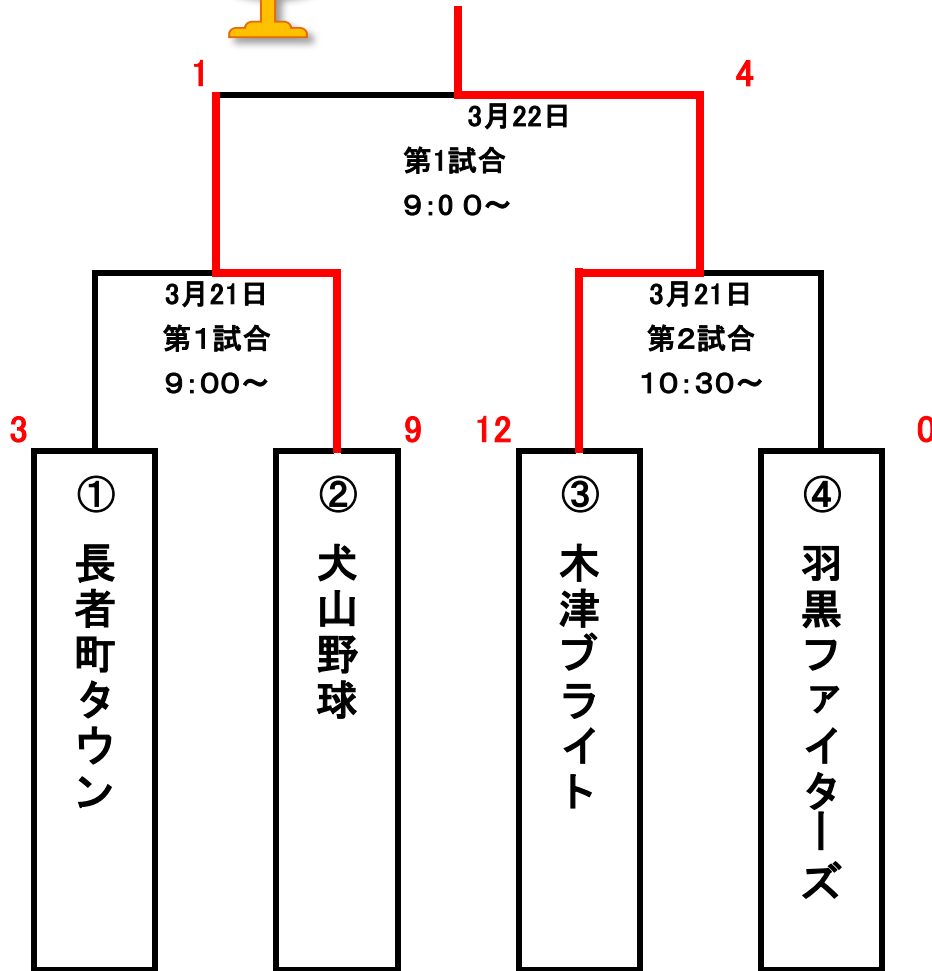 1
4
3月22日
第1試合
９:００～
3月21日
第１試合
９:００～
3月21日
第２試合
１０:３０～
3
9
12
0
① 長者町タウン
② 犬山野球
③ 木津ブライト
④ 羽黒ファイターズ